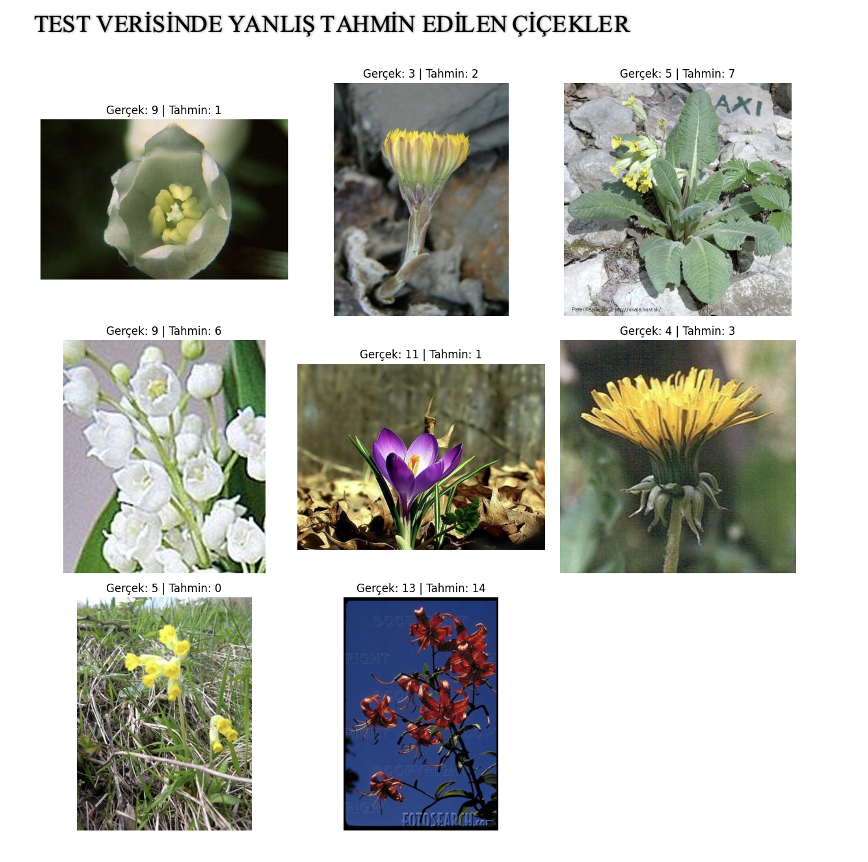 TEST VERİSİNDE YANLIŞ TAHMİN EDİLEN ÇİÇEKLER
Gerçek: 9 | Tahmin: 1
Gerçek: 3 | Tahmin: 2
Gerçek: 5 | Tahmin: 7
AXI
Gerçek: 9 | Tahmin: 6
Gerçek: 11 | Tahmin: 1
Gerçek: 4 | Tahmin: 3
Gerçek: 5 | Tahmin: 0
Gerçek: 13 | Tahmin: 14
FOTOSEARCH